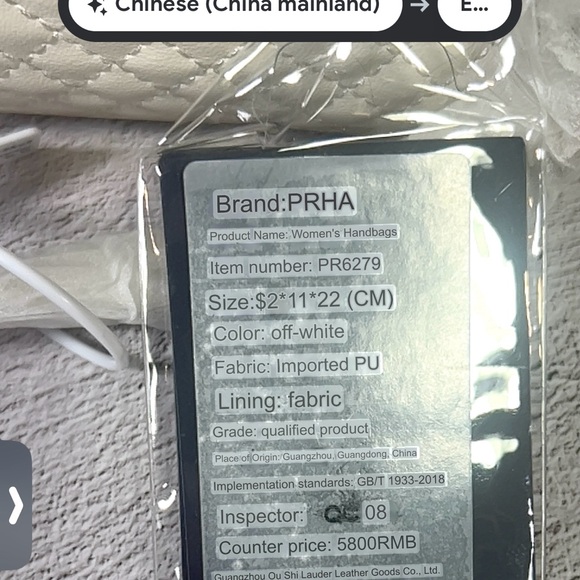 Chinese (China mainland) → E...
Brand:PRHA
Product Name: Women's Handbags
Item number: PR6279
Size:$2*11*22 (CM)
Color: off-white
Fabric: Imported PU
Lining: fabric
Grade: qualified product
Place of Origin: Guangzhou, Guangdong, China
Implementation standards: GB/T 1933-2018
Inspector: QC 08
Counter price: 5800RMB
Guangzhou Ou Shi Lauder Leather Goods Co., Ltd.